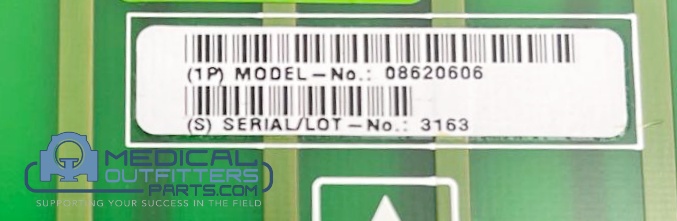 (1P) MODEL-No.: 08620606
(S) SERIAL/LOT-No.: 3163
MEDICAL
OUTFITTERS
PARTS.COM
SUPPORTING YOUR SUCCESS IN THE FIELD